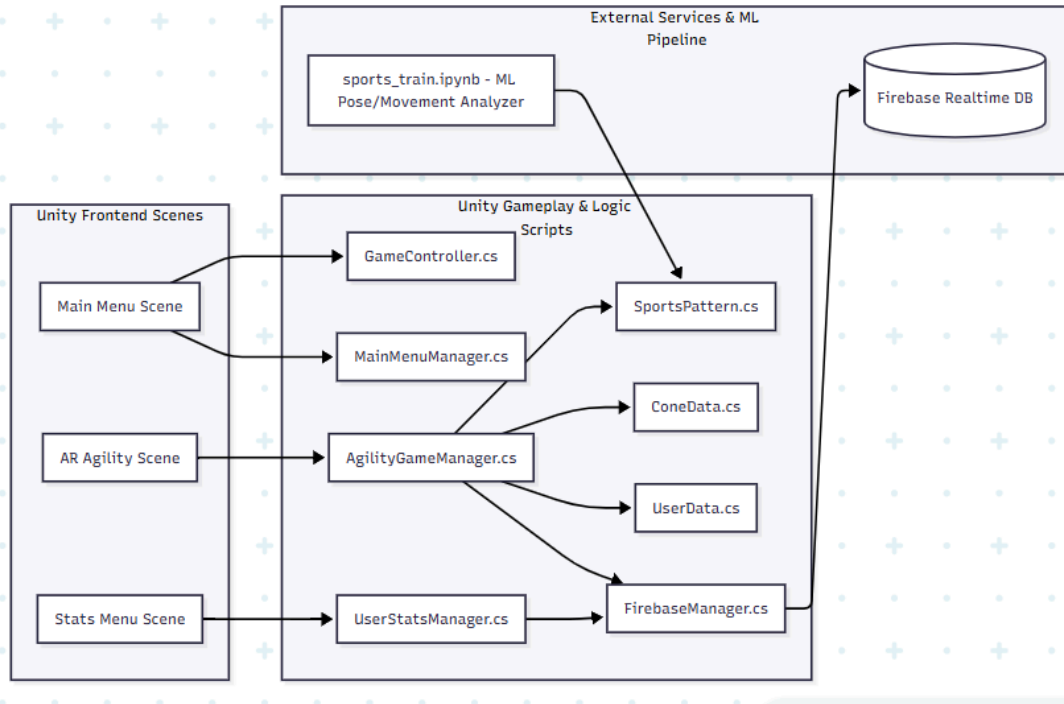 External Services & ML
Pipeline
sports_train.ipynb - ML
Pose/Movement Analyzer
Firebase Realtime DB
Unity Frontend Scenes
Main Menu Scene
AR Agility Scene
Stats Menu Scene
Unity Gameplay & Logic
Scripts
GameController.cs
SportsPattern.cs
MainMenuManager.cs
ConeData.cs
AgilityGameManager.cs
UserData.cs
UserStatsManager.cs
FirebaseManager.cs